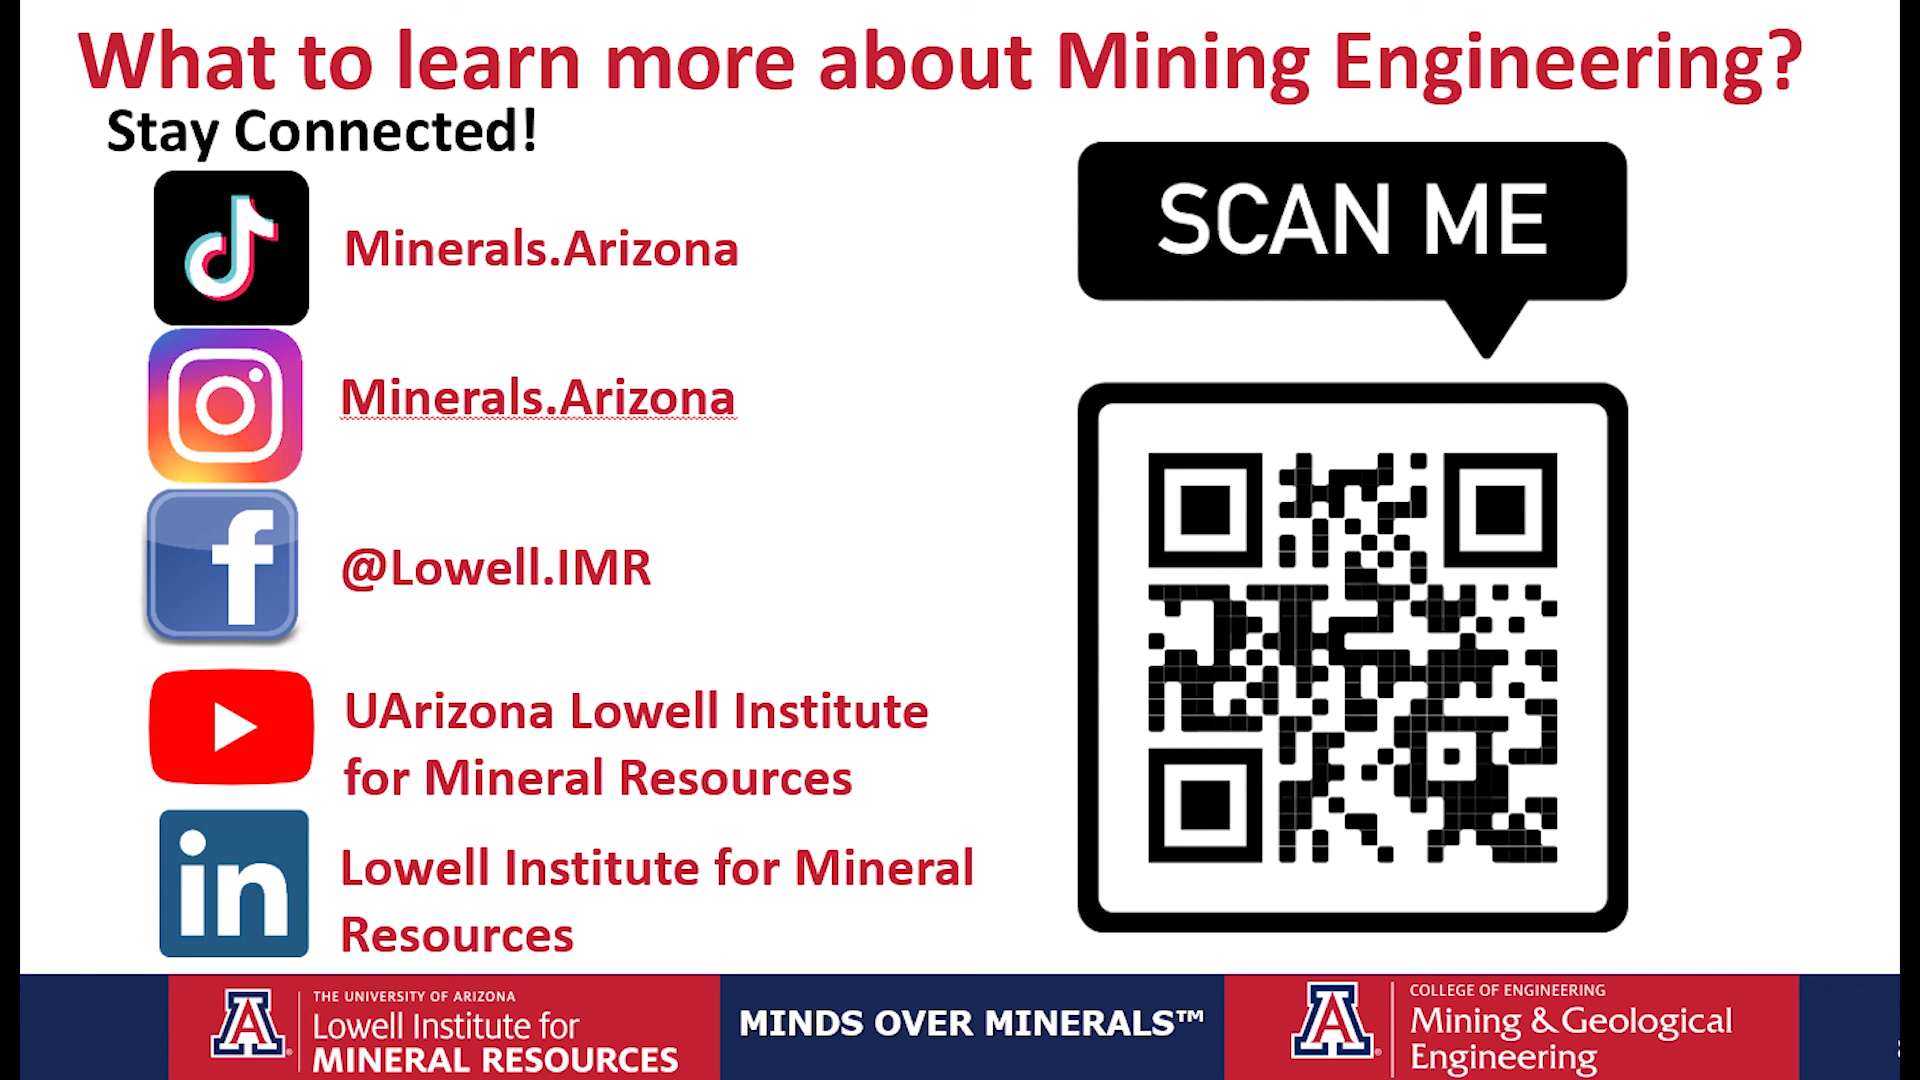 What to learn more about Mining Engineering?
Stay Connected!
Minerals.Arizona
Minerals.Arizona
@Lowell.IMR
UArizona Lowell Institute
for Mineral Resources
Lowell Institute for Mineral
Resources
SCAN ME
THE UNIVERSITY OF ARIZONA
Lowell Institute for
MINERAL RESOURCES
MINDS OVER MINERALS™
COLLEGE OF ENGINEERING
Mining & Geological
Engineering